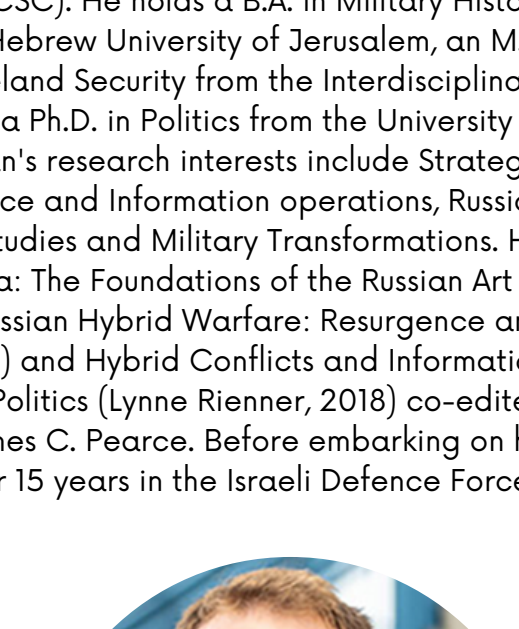 CSC). He holds a B.A. in Military Histo
Hebrew University of Jerusalem, an M
land Security from the Interdisciplina
a Ph.D. in Politics from the University
n's research interests include Strateg
ce and Information operations, Russia
tudies and Military Transformations. H
a: The Foundations of the Russian Art
ssian Hybrid Warfare: Resurgence an
) and Hybrid Conflicts and Informatio
Politics (Lynne Rienner, 2018) co-edite
nes C. Pearce. Before embarking on h
r 15 years in the Israeli Defence Force